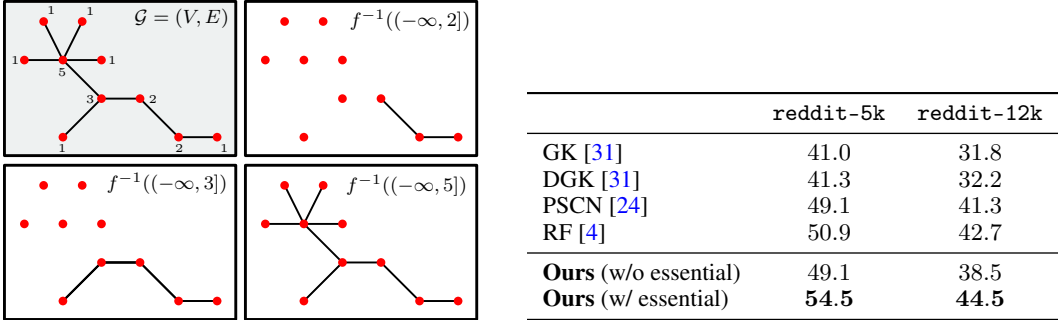 1 1 𝒢 = (V, E)
1 5 1
3 2
1 2 1
f⁻¹((−∞, 2])
f⁻¹((−∞, 3])
f⁻¹((−∞, 5])
reddit-5k reddit-12k
GK [31] 41.0 31.8
DGK [31] 41.3 32.2
PSCN [24] 49.1 41.3
RF [4] 50.9 42.7
Ours (w/o essential) 49.1 38.5
Ours (w/ essential) 54.5 44.5